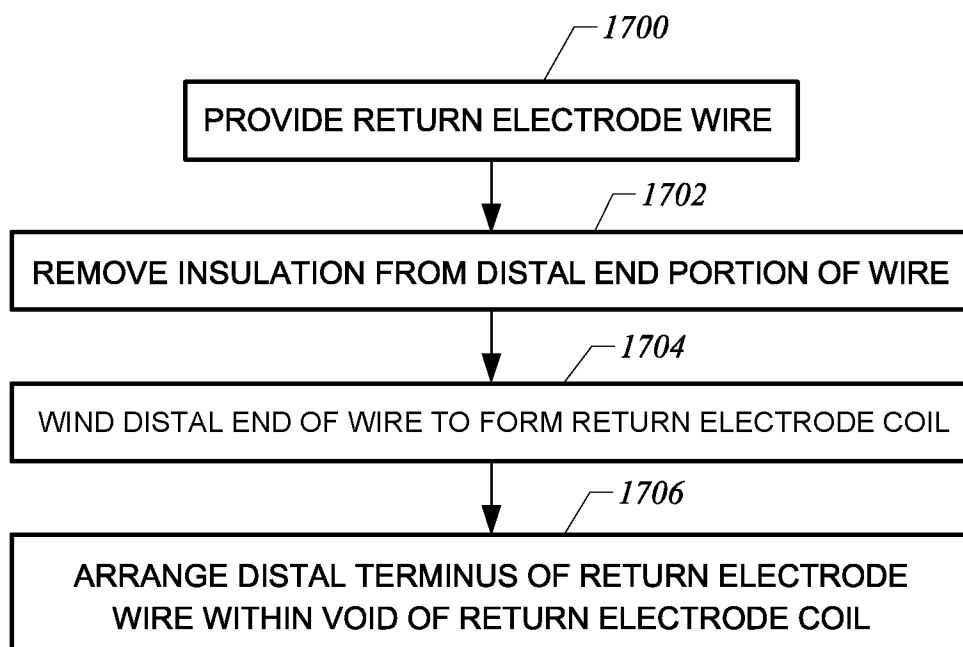 1700
PROVIDE RETURN ELECTRODE WIRE
1702
REMOVE INSULATION FROM DISTAL END PORTION OF WIRE
1704
WIND DISTAL END OF WIRE TO FORM RETURN ELECTRODE COIL
1706
ARRANGE DISTAL TERMINUS OF RETURN ELECTRODE
WIRE WITHIN VOID OF RETURN ELECTRODE COIL